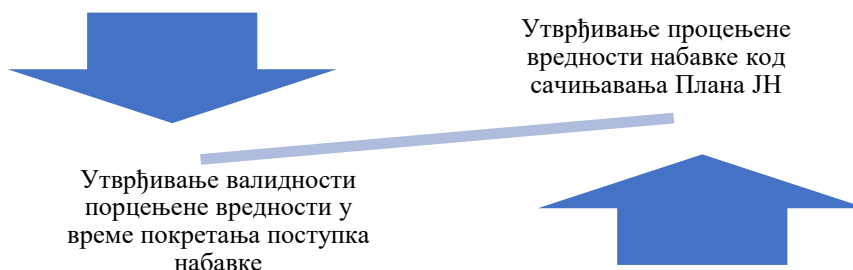 Утврђивање процењене
вредности набавке код
сачињавања Плана ЈН
Утврђивање валидности
порцењене вредности у
време покретања поступка
набавке